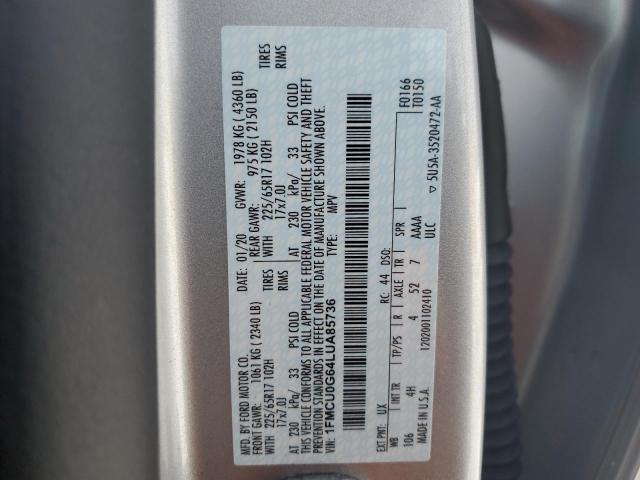 MFD. BY FORD MOTOR CO.
DATE: 01/20 GVWR: 1978 KG ( 4360 LB)
FRONT GAWR: 1061 KG ( 2340 LB) REAR GAWR: 975 KG ( 2150 LB)
WITH 225/65R17 102H TIRES WITH 225/65R17 102H TIRES
17x7.0J RIMS 17x7.0J RIMS
AT 230 kPa/ 33 PSI COLD AT 230 kPa/ 33 PSI COLD
THIS VEHICLE CONFORMS TO ALL APPLICABLE FEDERAL MOTOR VEHICLE SAFETY AND THEFT
PREVENTION STANDARDS IN EFFECT ON THE DATE OF MANUFACTURE SHOWN ABOVE.
VIN: 1FMCU0G64LUA85736 TYPE: MPV
F0166
T0150
EXT PNT: UX RC: 44 DSO:
WB INT TR TP/PS R AXLE TR SPR
106 4H 4 52 7 AAAA
ULC
MADE IN U.S.A. 1202001102410
▽ 5U5A-3520472-AA